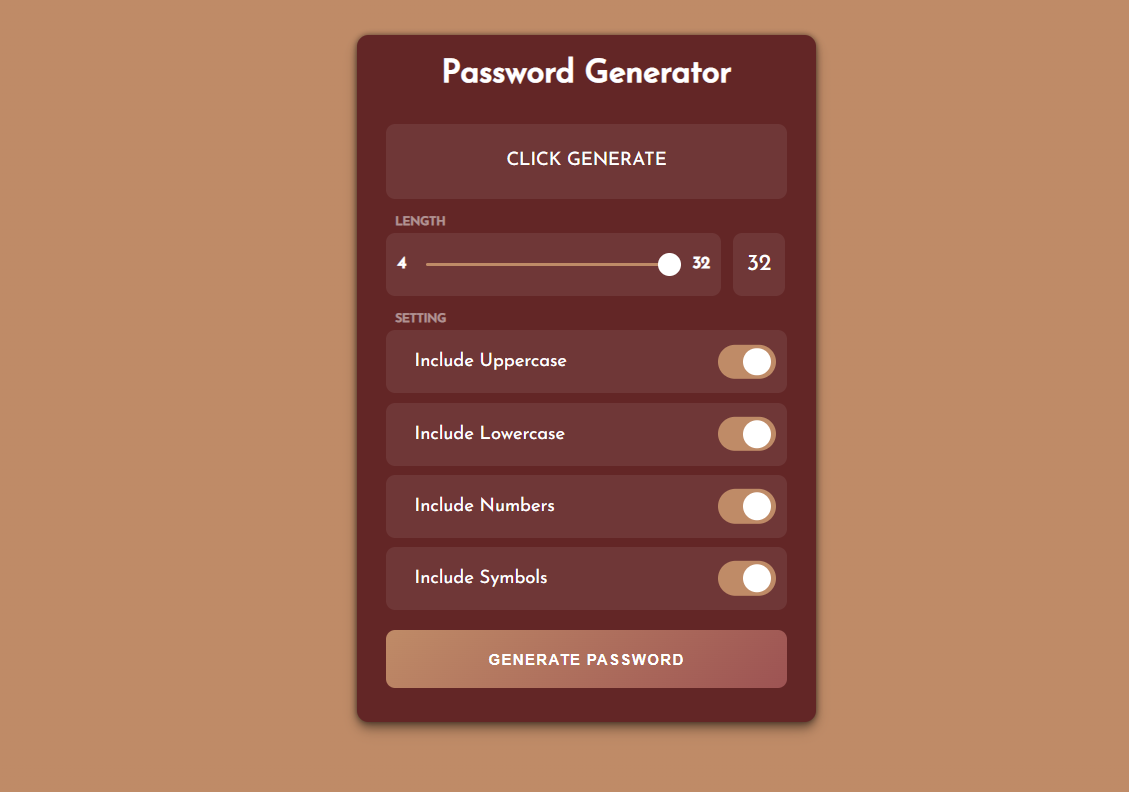 Password Generator
CLICK GENERATE
LENGTH
4 32 32
SETTING
Include Uppercase
Include Lowercase
Include Numbers
Include Symbols
GENERATE PASSWORD